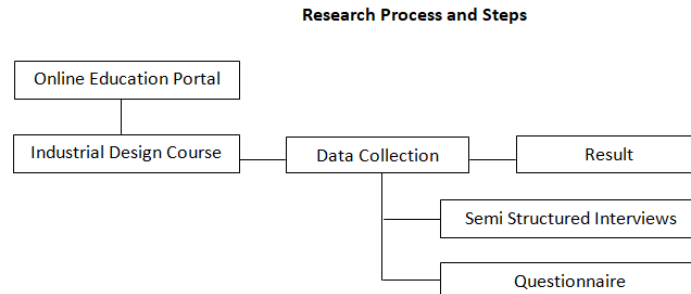 Research Process and Steps
Online Education Portal
Industrial Design Course
Data Collection
Result
Semi Structured Interviews
Questionnaire